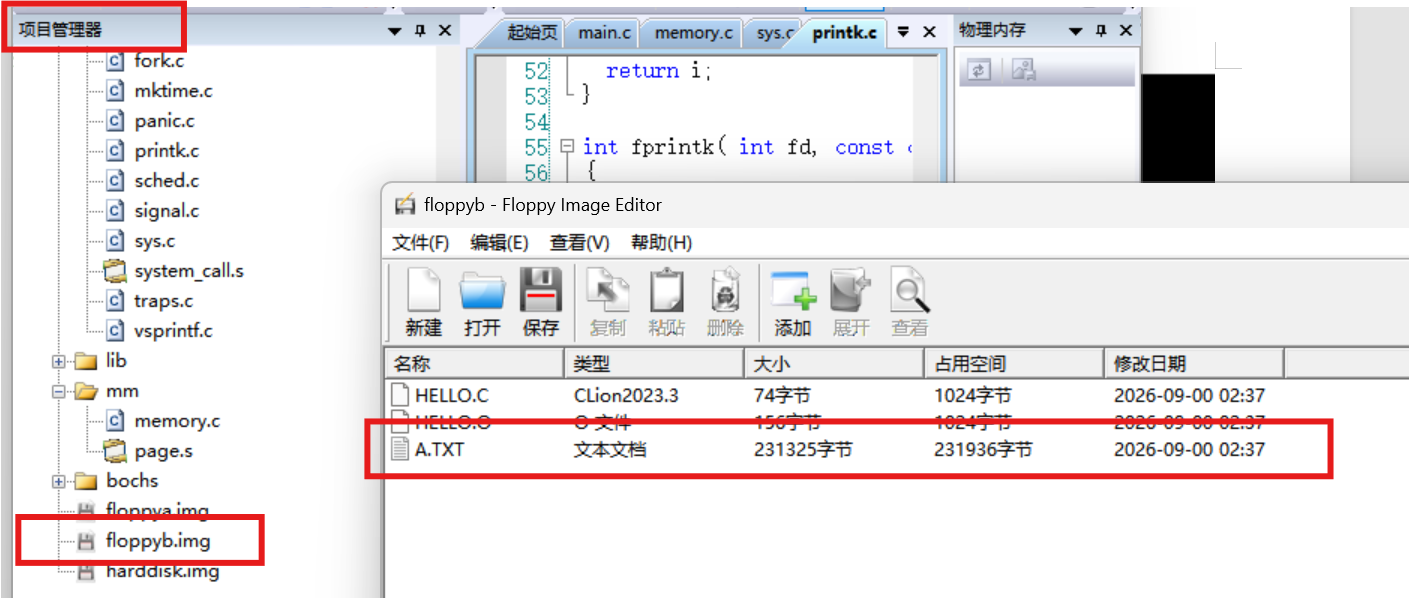 项目管理器
fork.c
mktime.c
panic.c
printk.c
sched.c
signal.c
sys.c
system_call.s
traps.c
vsprintf.c
lib
mm
memory.c
page.s
bochs
floppya.img
floppyb.img
harddisk.img
起始页 main.c memory.c sys.c printk.c
52 return i;
53 }
54
55 int fprintk( int fd, const
56 {
物理内存
floppyb - Floppy Image Editor
文件(F) 编辑(E) 查看(V) 帮助(H)
新建 打开 保存 复制 粘贴 删除 添加 展开 查看
名称 类型 大小 占用空间 修改日期
HELLO.C CLion2023.3 74字节 1024字节 2026-09-00 02:37
HELLO.O O 文件 156字节 1024字节 2026-09-00 02:37
A.TXT 文本文档 231325字节 231936字节 2026-09-00 02:37